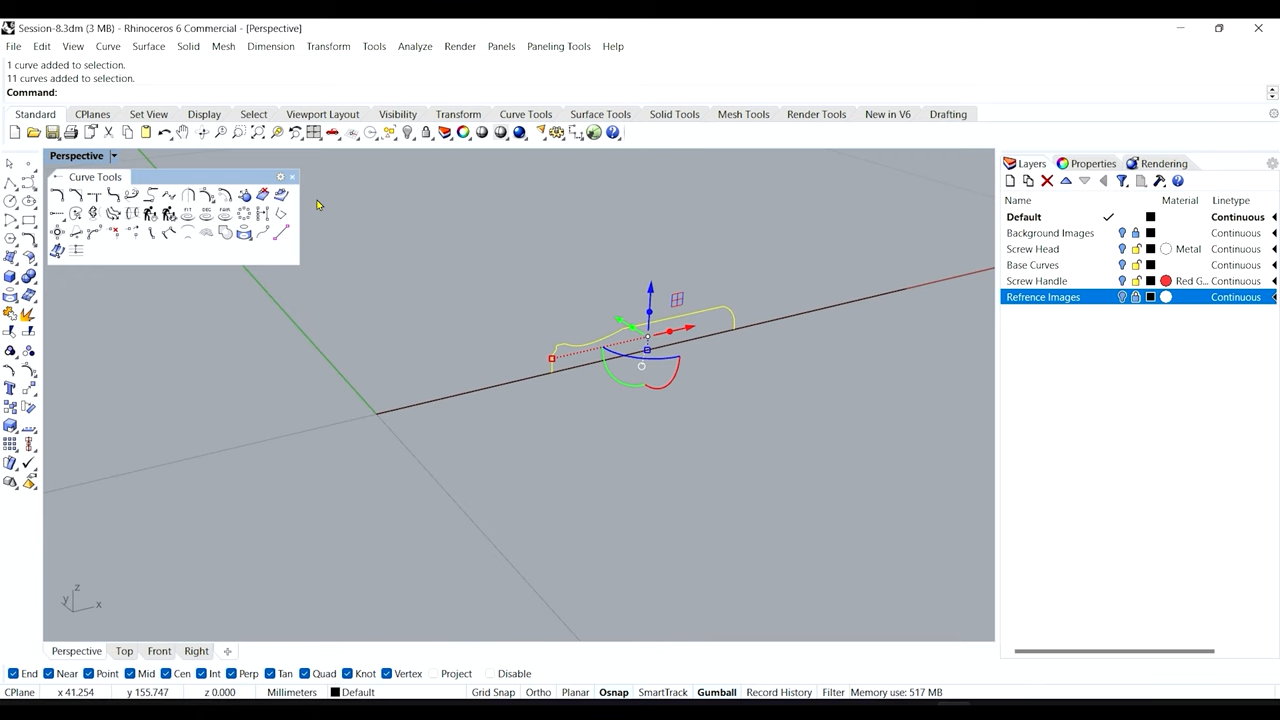 Session-8.3dm (3 MB) - Rhinoceros 6 Commercial - [Perspective]
File Edit View Curve Surface Solid Mesh Dimension Transform Tools Analyze Render Panels Paneling Tools Help
1 curve added to selection.
11 curves added to selection.
Command:
Standard CPlanes Set View Display Select Viewport Layout Visibility Transform Curve Tools Surface Tools Solid Tools Mesh Tools Render Tools New in V6 Drafting
Perspective
Curve Tools
Layers Properties Rendering
Name Material Linetype
Default Continuous
Background Images Continuous
Screw Head Metal Continuous
Base Curves Continuous
Screw Handle Red G... Continuous
Refrence Images Continuous
z
y x
Perspective Top Front Right
End Near Point Mid Cen Int Perp Tan Quad Knot Vertex Project Disable
CPlane x 41.254 y 155.747 z 0.000 Millimeters Default Grid Snap Ortho Planar Osnap SmartTrack Gumball Record History Filter Memory use: 517 MB